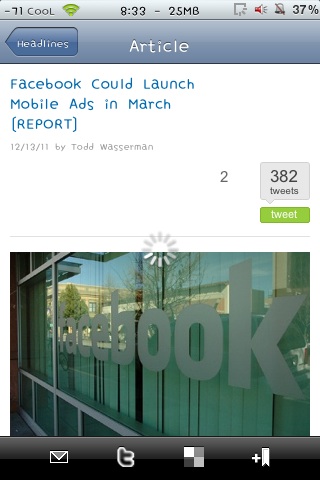 -71 CooL 8:33 - 25MB 37%
Headlines
Article
Facebook Could Launch
Mobile Ads in March
[REPORT]
12/13/11 by Todd Wasserman
2
382
tweets
tweet
facebook